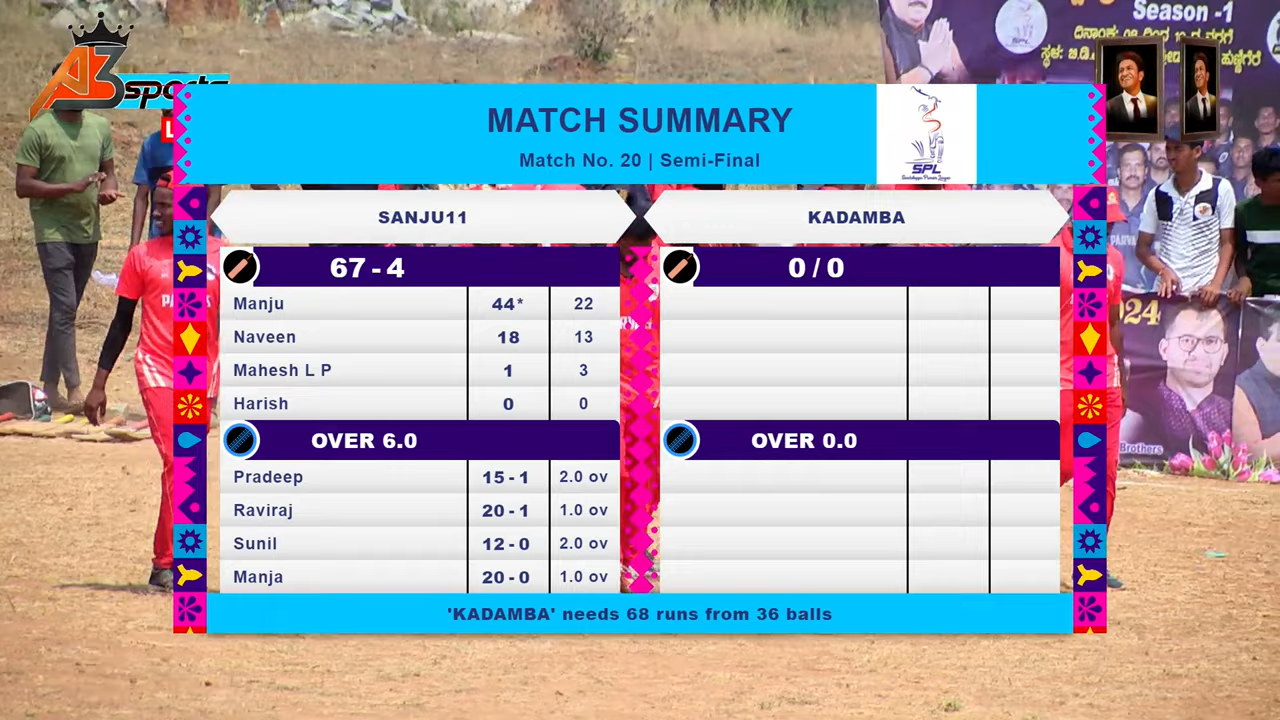 Season -1
A3
sports
MATCH SUMMARY
Match No. 20 | Semi-Final
SPL
SANJU11
KADAMBA
67 - 4
0 / 0
Manju 44* 22
Naveen 18 13
Mahesh L P 1 3
Harish 0 0
OVER 6.0
OVER 0.0
Pradeep 15 - 1 2.0 ov
Raviraj 20 - 1 1.0 ov
Sunil 12 - 0 2.0 ov
Manja 20 - 0 1.0 ov
'KADAMBA' needs 68 runs from 36 balls
2024
Brothers